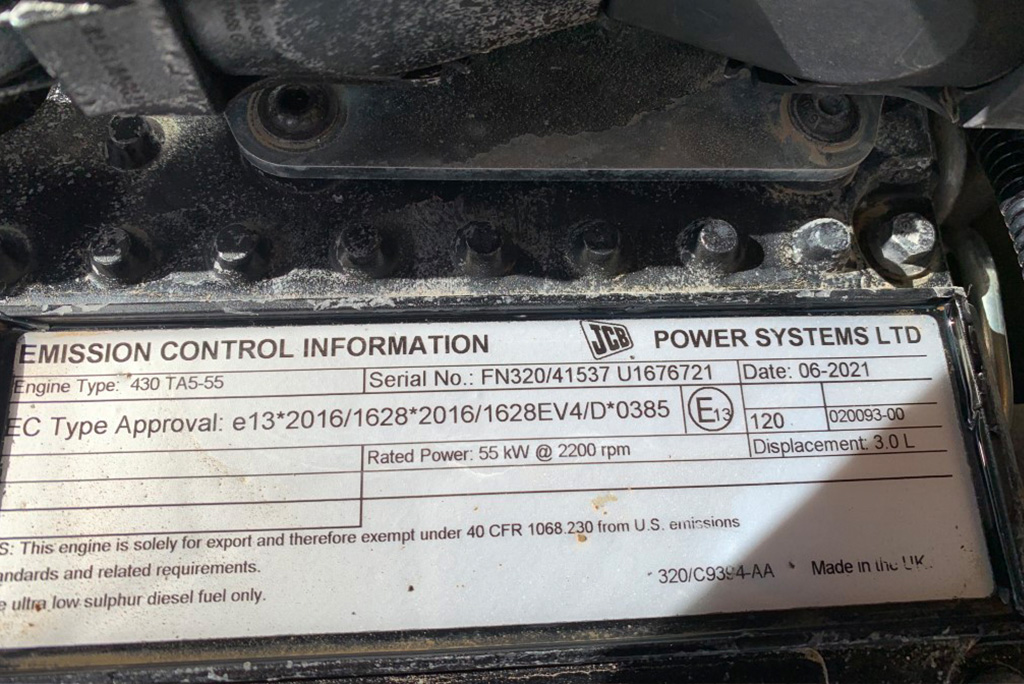 EMISSION CONTROL INFORMATION JCB POWER SYSTEMS LTD
Engine Type: 430 TA5-55 Serial No.: FN320/41537 U1676721 Date: 06-2021
EC Type Approval: e13*2016/1628*2016/1628EV4/D*0385 E13 120 020093-00
Rated Power: 55 kW @ 2200 rpm Displacement: 3.0 L
S: This engine is solely for export and therefore exempt under 40 CFR 1068.230 from U.S. emissions
andards and related requirements.
e ultra low sulphur diesel fuel only.
320/C9394-AA Made in the UK.